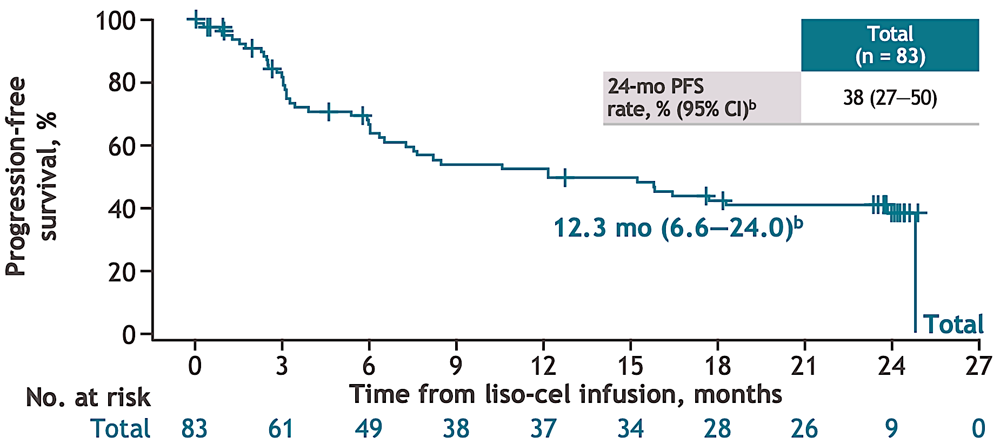 Progression-free
survival, %
100
80
60
40
20
0
Total
(n = 83)
24-mo PFS
rate, % (95% CI)b
38 (27–50)
12.3 mo (6.6–24.0)b
Total
0 3 6 9 12 15 18 21 24 27
Time from liso-cel infusion, months
No. at risk
Total 83 61 49 38 37 34 28 26 9 0